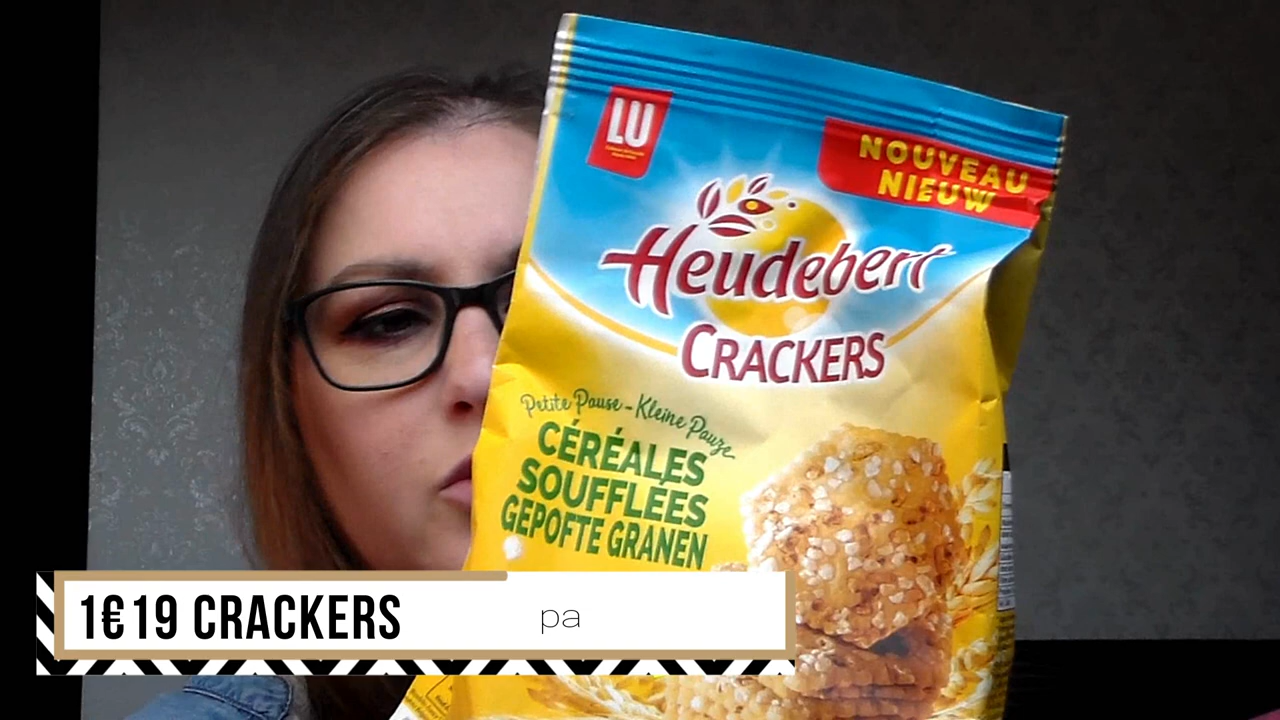 LU
NOUVEAU
NIEUW
Heudebert
CRACKERS
Petite Pause - Kleine Pauze
CÉRÉALES
SOUFFLÉES
GEPOFTE GRANEN
1€19 CRACKERS
pa